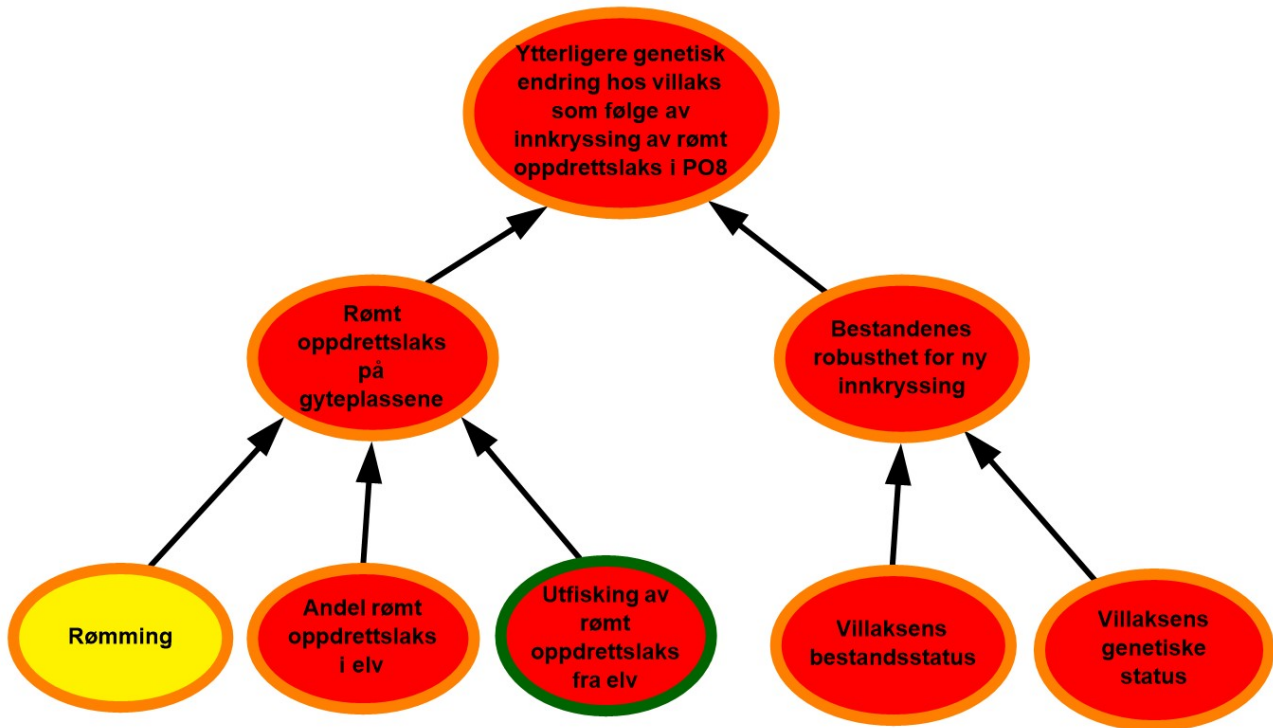 Ytterligere genetisk
endring hos villaks
som følge av
innkryssing av rømt
oppdrettslaks i PO8
Rømt
oppdrettslaks
på
gyteplassene
Bestandenes
robusthet for ny
innkryssing
Rømming
Andel rømt
oppdrettslaks
i elv
Utfisking av
rømt
oppdrettslaks
fra elv
Villaksens
bestandsstatus
Villaksens
genetiske
status